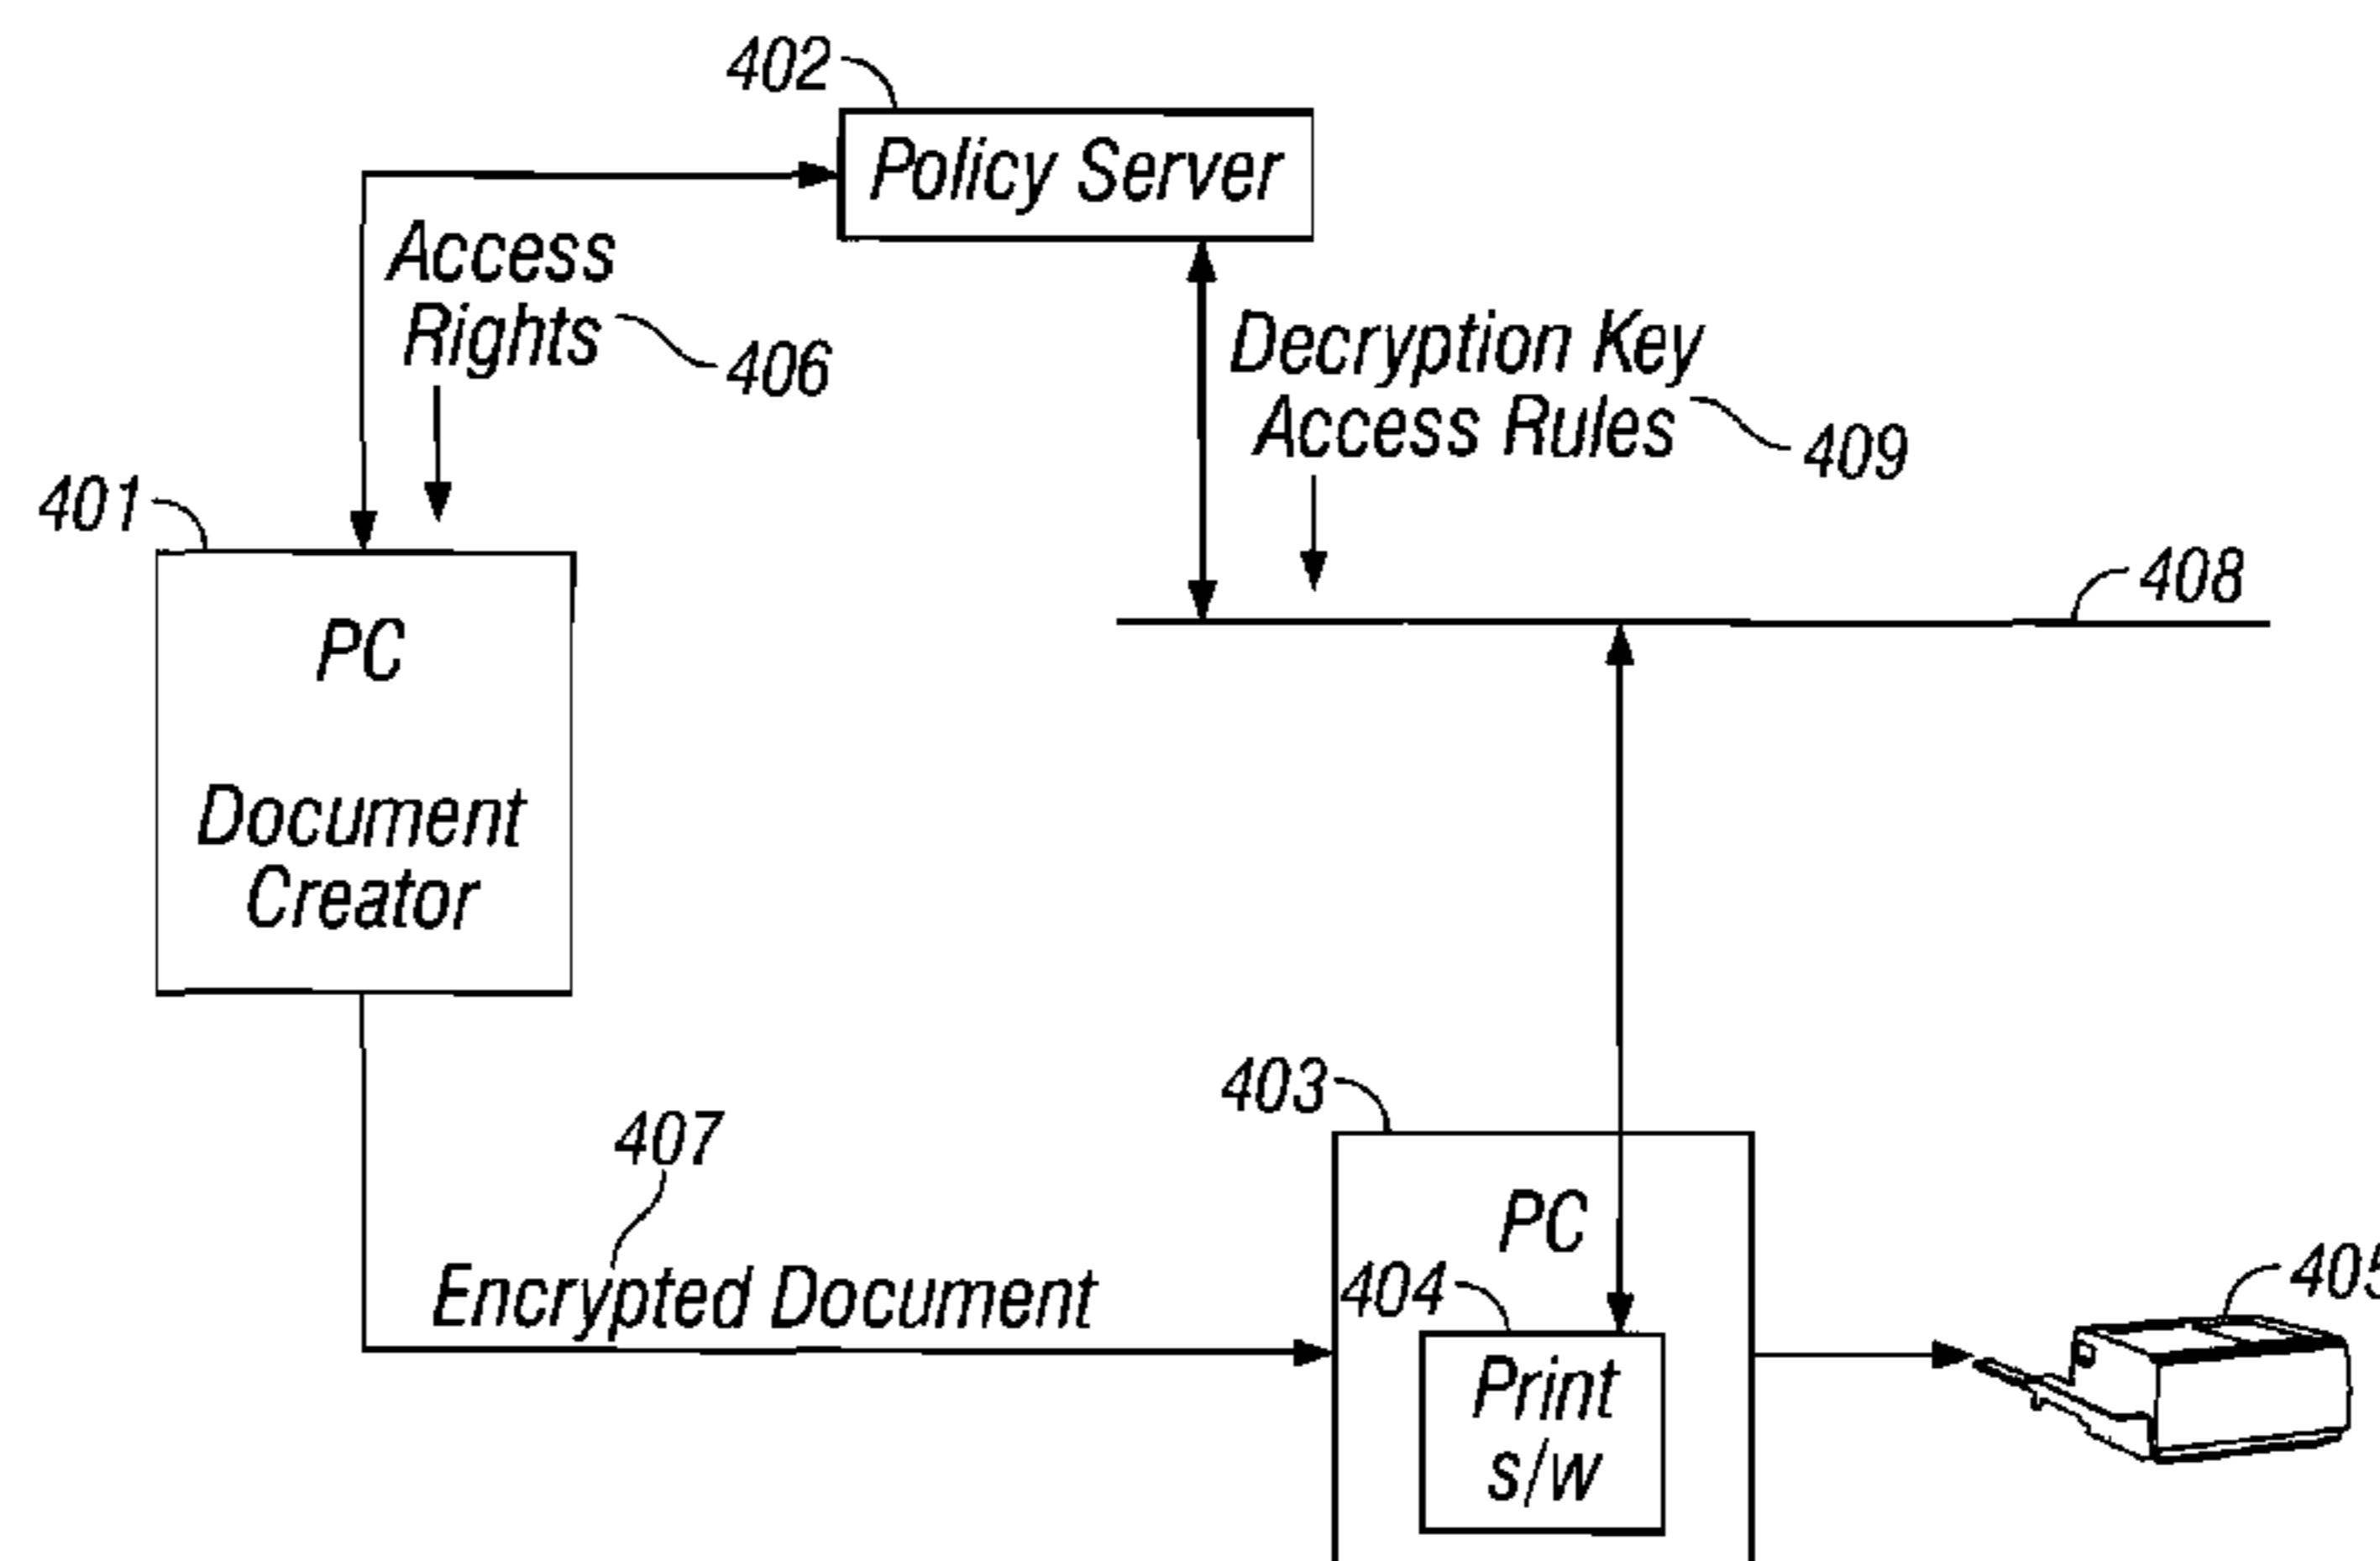 402
Policy Server
Access
Rights
406
Decryption Key
Access Rules
409
401
408
PC
Document
Creator
403
407
PC
404
Encrypted Document
405
Print
s/w